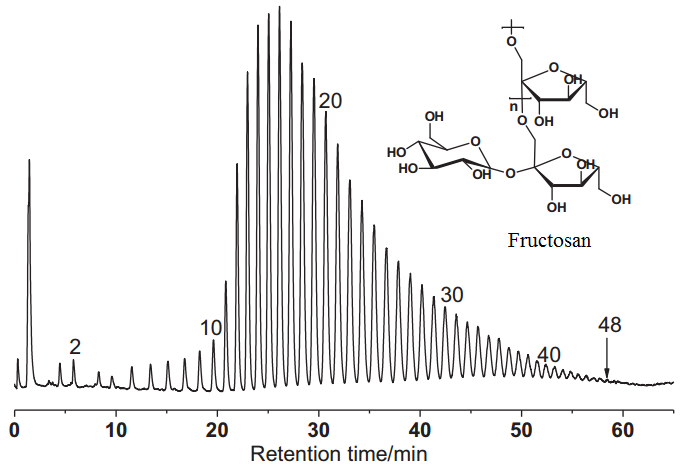 O
O
OH
n
OH
O
OH
OH
O
HO
HO
OH
O
O
OH
OH
OH
Fructosan
2
10
20
30
40
48
0 10 20 30 40 50 60
Retention time/min